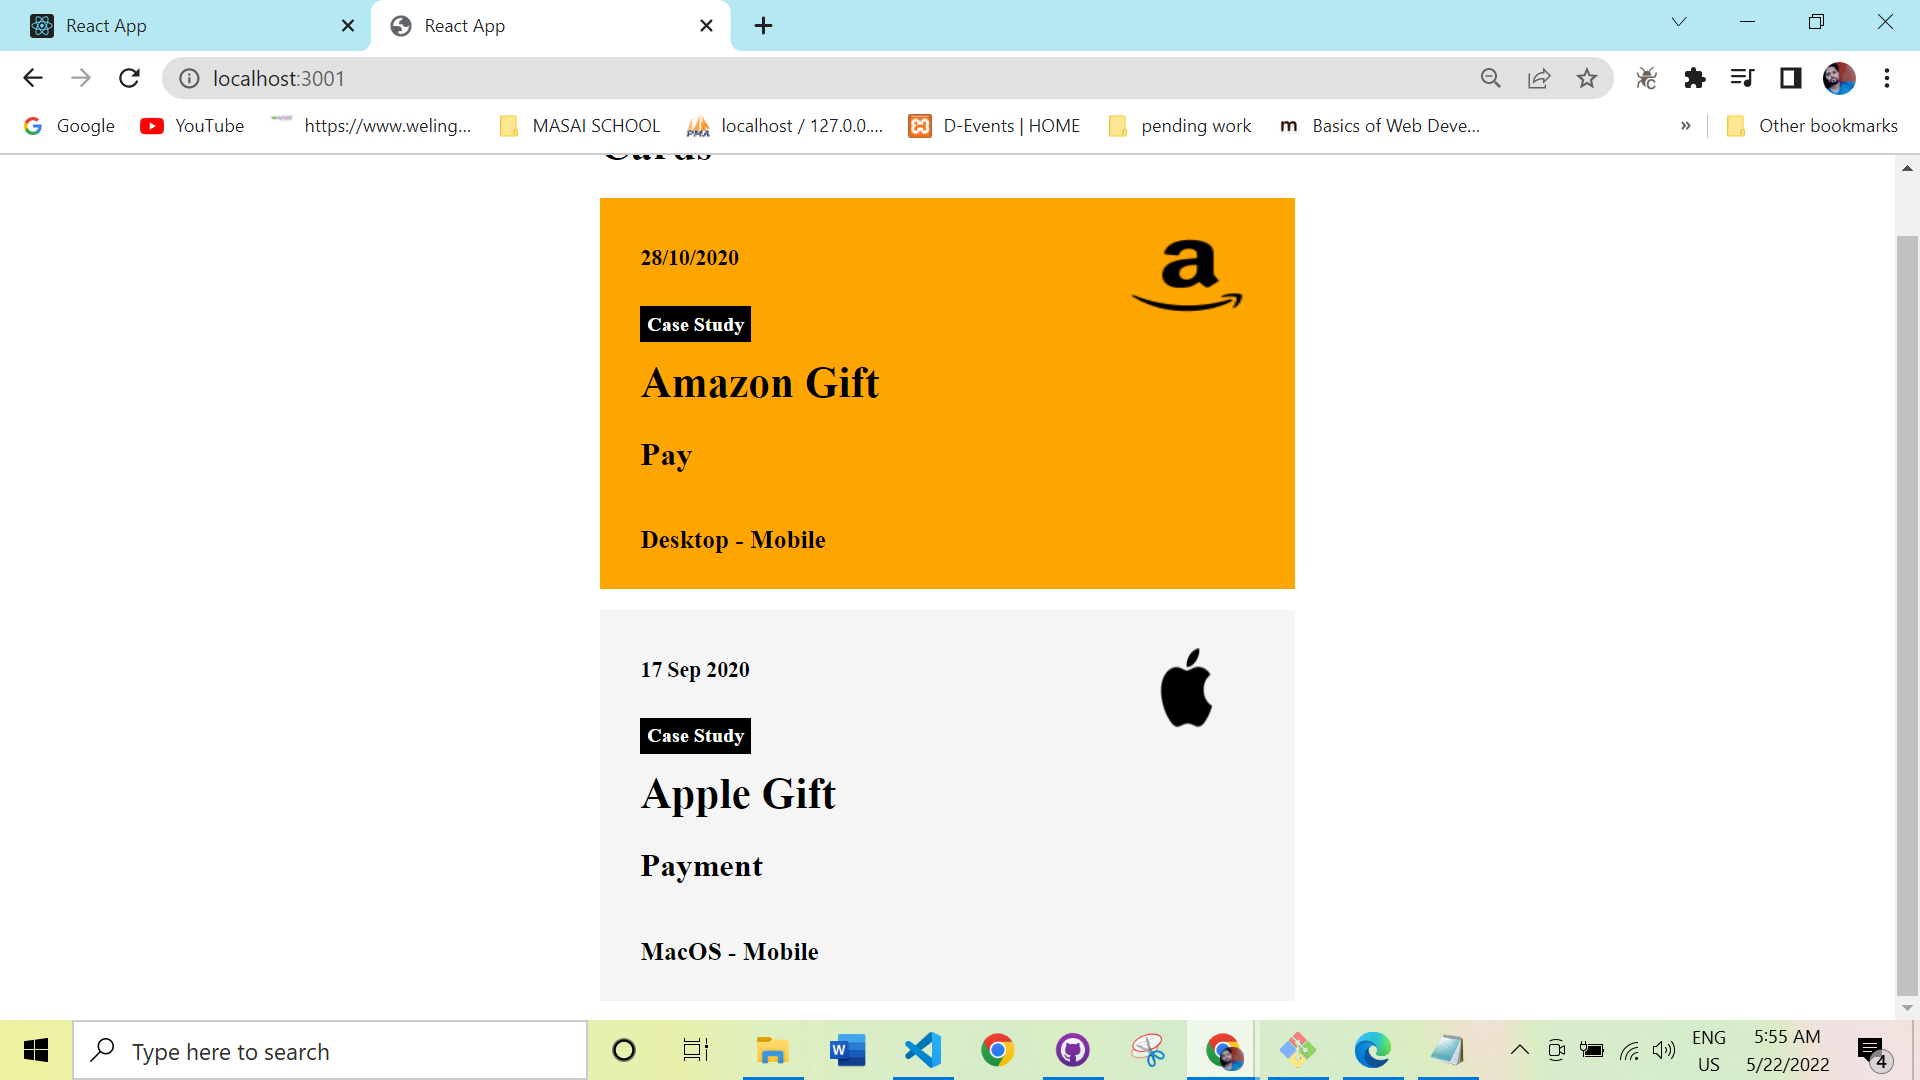 React App
React App
localhost:3001
Google
YouTube
https://www.weling...
MASAI SCHOOL
PMA
localhost / 127.0.0....
D-Events | HOME
pending work
m
Basics of Web Deve...
»
Other bookmarks
Cards
28/10/2020
a
Case Study
Amazon Gift
Pay
Desktop - Mobile
17 Sep 2020
Case Study
Apple Gift
Payment
MacOS - Mobile
Type here to search
W
ENG
US
5:55 AM
5/22/2022
4